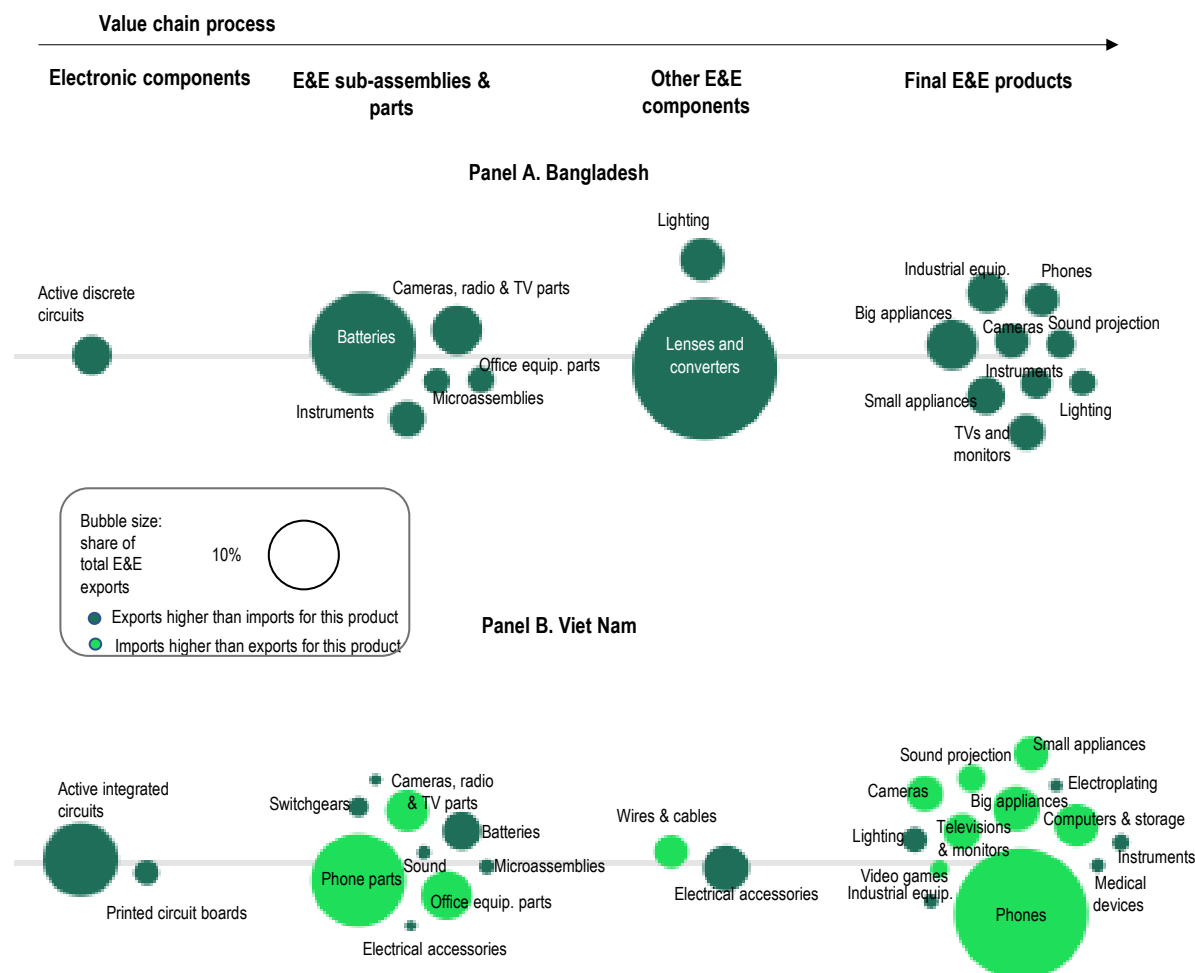 Value chain process
Electronic components
E&E sub-assemblies &
parts
Other E&E
components
Final E&E products
Panel A. Bangladesh
Lighting
Active discrete
circuits
Cameras, radio & TV parts
Batteries
Office equip. parts
Microassemblies
Instruments
Lenses and
converters
Industrial equip.
Phones
Big appliances
Cameras
Sound projection
Instruments
Small appliances
Lighting
TVs and
monitors
Bubble size:
share of
total E&E
exports
10%
Exports higher than imports for this product
Imports higher than exports for this product
Panel B. Viet Nam
Active integrated
circuits
Printed circuit boards
Cameras, radio
& TV parts
Switchgears
Batteries
Sound
Microassemblies
Phone parts
Office equip. parts
Electrical accessories
Wires & cables
Electrical accessories
Small appliances
Sound projection
Electroplating
Cameras
Big appliances
Computers & storage
Lighting
Televisions
& monitors
Instruments
Video games
Industrial equip.
Medical
devices
Phones